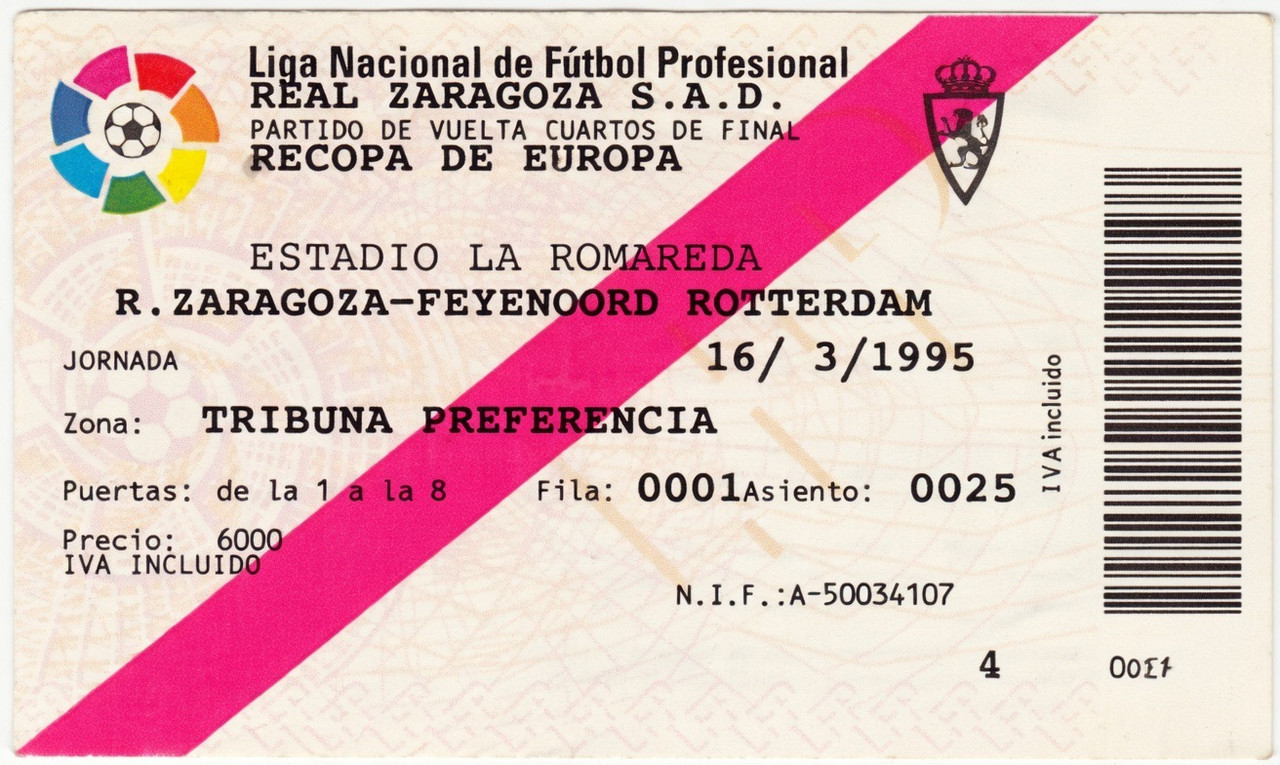 Liga Nacional de Fútbol Profesional
REAL ZARAGOZA S.A.D.
PARTIDO DE VUELTA CUARTOS DE FINAL
RECOPA DE EUROPA
ESTADIO LA ROMAREDA
R.ZARAGOZA-FEYENOORD ROTTERDAM
JORNADA 16/ 3/1995
Zona: TRIBUNA PREFERENCIA
Puertas: de la 1 a la 8 Fila: 0001 Asiento: 0025
Precio: 6000
IVA INCLUIDO
N.I.F.:A-50034107
4
IVA incluido